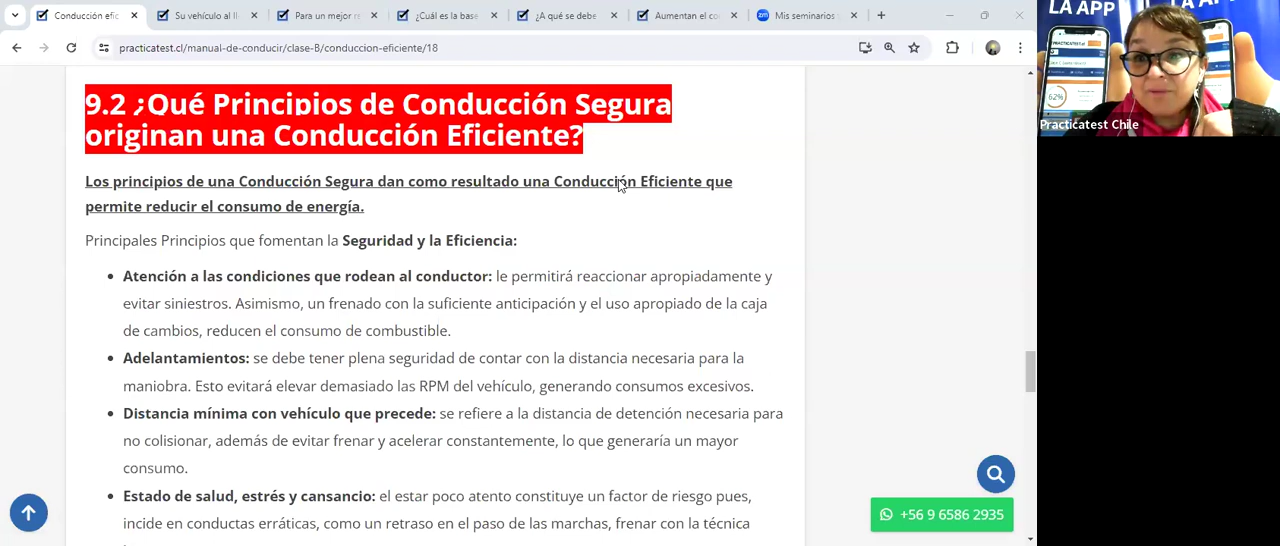 Conducción efic
Su vehículo al ll
Para un mejor re
¿Cuál es la base
¿A qué se debe
Aumentan el co
Mis seminarios
practicatest.cl/manual-de-conducir/clase-B/conduccion-eficiente/18
9.2 ¿Qué Principios de Conducción Segura
originan una Conducción Eficiente?
Los principios de una Conducción Segura dan como resultado una Conducción Eficiente que
permite reducir el consumo de energía.
Principales Principios que fomentan la Seguridad y la Eficiencia:
• Atención a las condiciones que rodean al conductor: le permitirá reaccionar apropiadamente y
evitar siniestros. Asimismo, un frenado con la suficiente anticipación y el uso apropiado de la caja
de cambios, reducen el consumo de combustible.
• Adelantamientos: se debe tener plena seguridad de contar con la distancia necesaria para la
maniobra. Esto evitará elevar demasiado las RPM del vehículo, generando consumos excesivos.
• Distancia mínima con vehículo que precede: se refiere a la distancia de detención necesaria para
no colisionar, además de evitar frenar y acelerar constantemente, lo que generaría un mayor
consumo.
• Estado de salud, estrés y cansancio: el estar poco atento constituye un factor de riesgo pues,
incide en conductas erráticas, como un retraso en el paso de las marchas, frenar con la técnica
+56 9 6586 2935
LA APP
LA APP
62%
Practicatest Chile